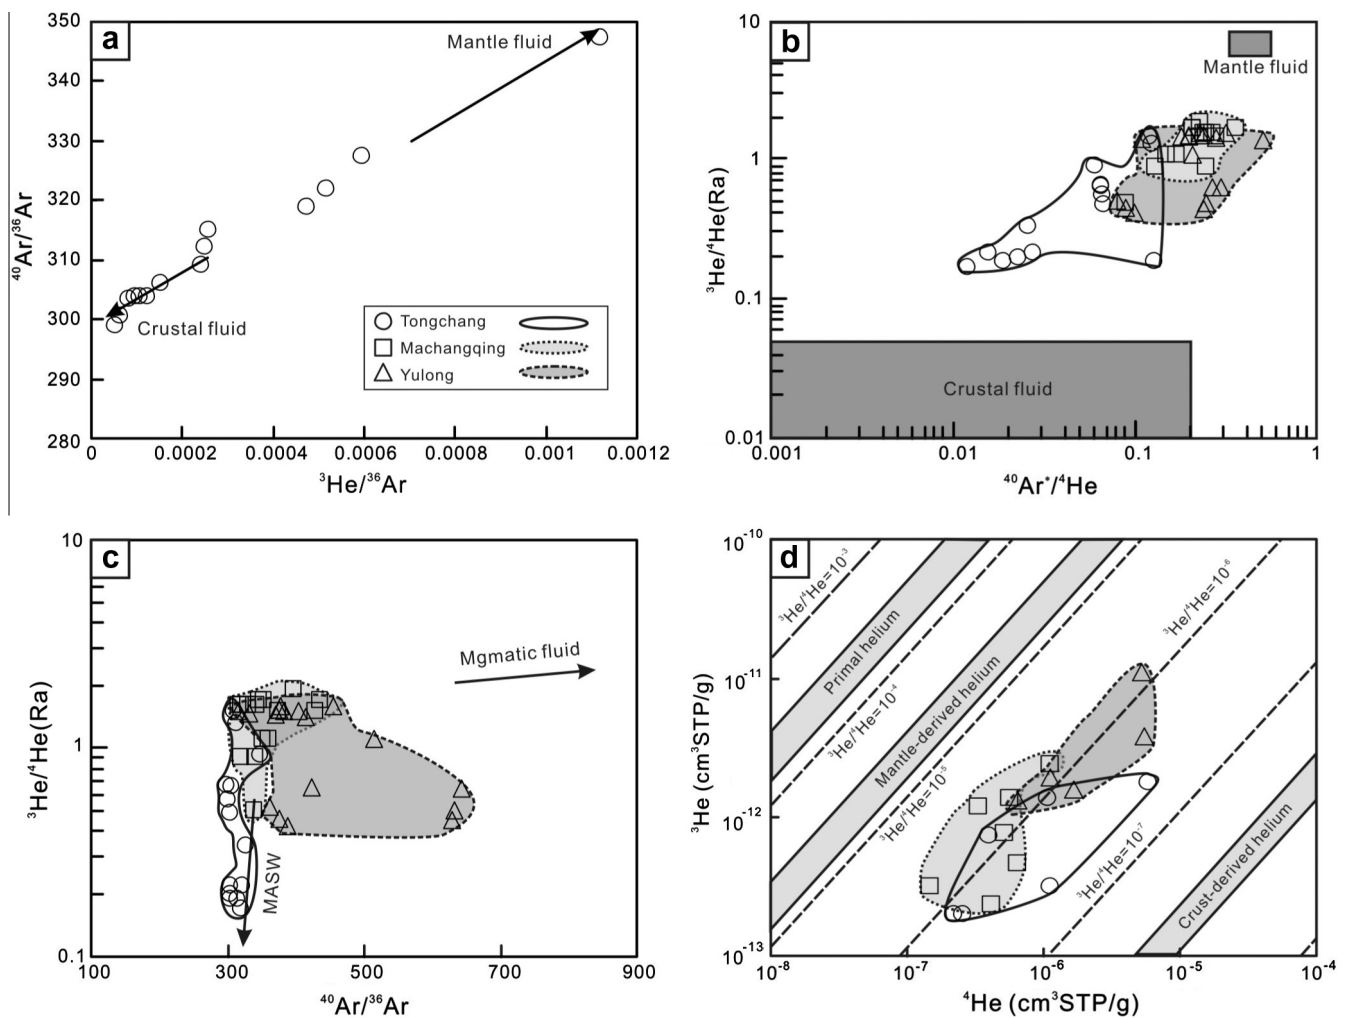 a
350
340
330
320
310
300
290
280
⁴⁰Ar/³⁶Ar
Mantle fluid
Crustal fluid
Tongchang
Machangqing
Yulong
0 0.0002 0.0004 0.0006 0.0008 0.001 0.0012
³He/³⁶Ar
b
10
1
0.1
0.01
³He/⁴He(Ra)
Mantle fluid
Crustal fluid
0.001 0.01 0.1 1
⁴⁰Ar*/⁴He
c
10
1
0.1
³He/⁴He(Ra)
Mgmatic fluid
MASW
100 300 500 700 900
⁴⁰Ar/³⁶Ar
d
10⁻¹⁰
10⁻¹¹
10⁻¹²
10⁻¹³
³He (cm³STP/g)
³He/⁴He=10⁻³
Primal helium
³He/⁴He=10⁻⁴
Mantle-derived helium
³He/⁴He=10⁻⁵
³He/⁴He=10⁻⁶
³He/⁴He=10⁻⁷
Crust-derived helium
10⁻⁸ 10⁻⁷ 10⁻⁶ 10⁻⁵ 10⁻⁴
⁴He (cm³STP/g)